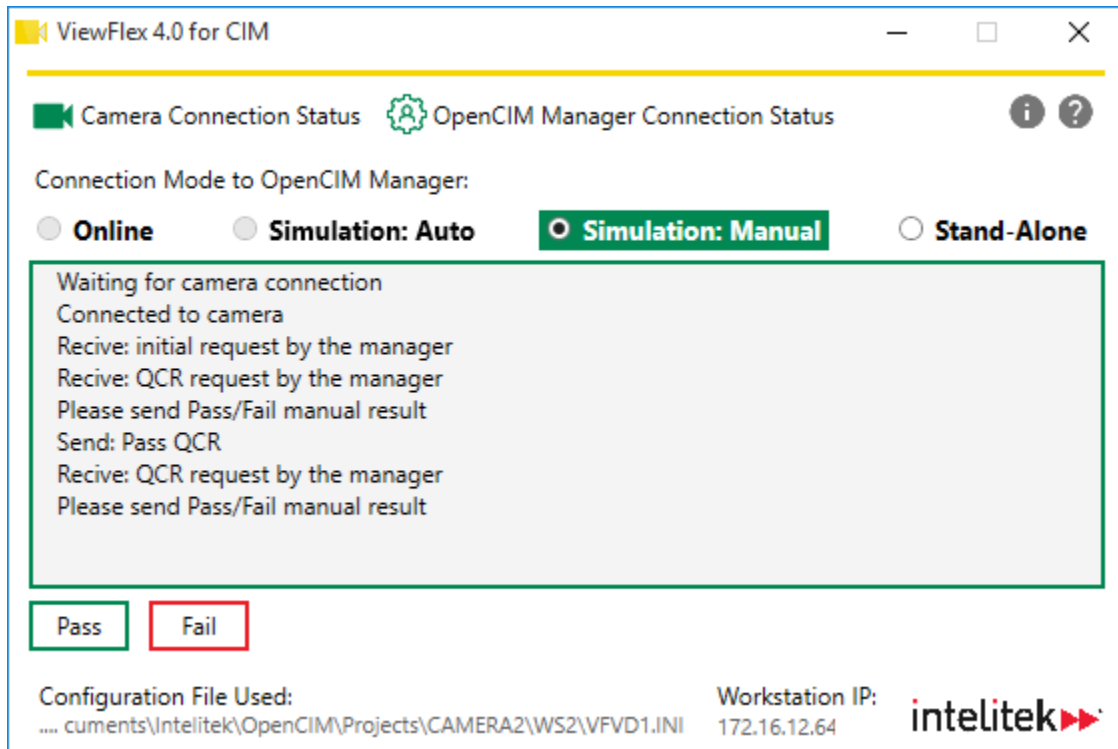 ViewFlex 4.0 for CIM
Camera Connection Status OpenCIM Manager Connection Status
Connection Mode to OpenCIM Manager:
Online Simulation: Auto Simulation: Manual Stand-Alone
Waiting for camera connection
Connected to camera
Recive: initial request by the manager
Recive: QCR request by the manager
Please send Pass/Fail manual result
Send: Pass QCR
Recive: QCR request by the manager
Please send Pass/Fail manual result
Pass Fail
Configuration File Used: Workstation IP:
.... cuments\Intelitek\OpenCIM\Projects\CAMERA2\WS2\VFVD1.INI 172.16.12.64
intelitek